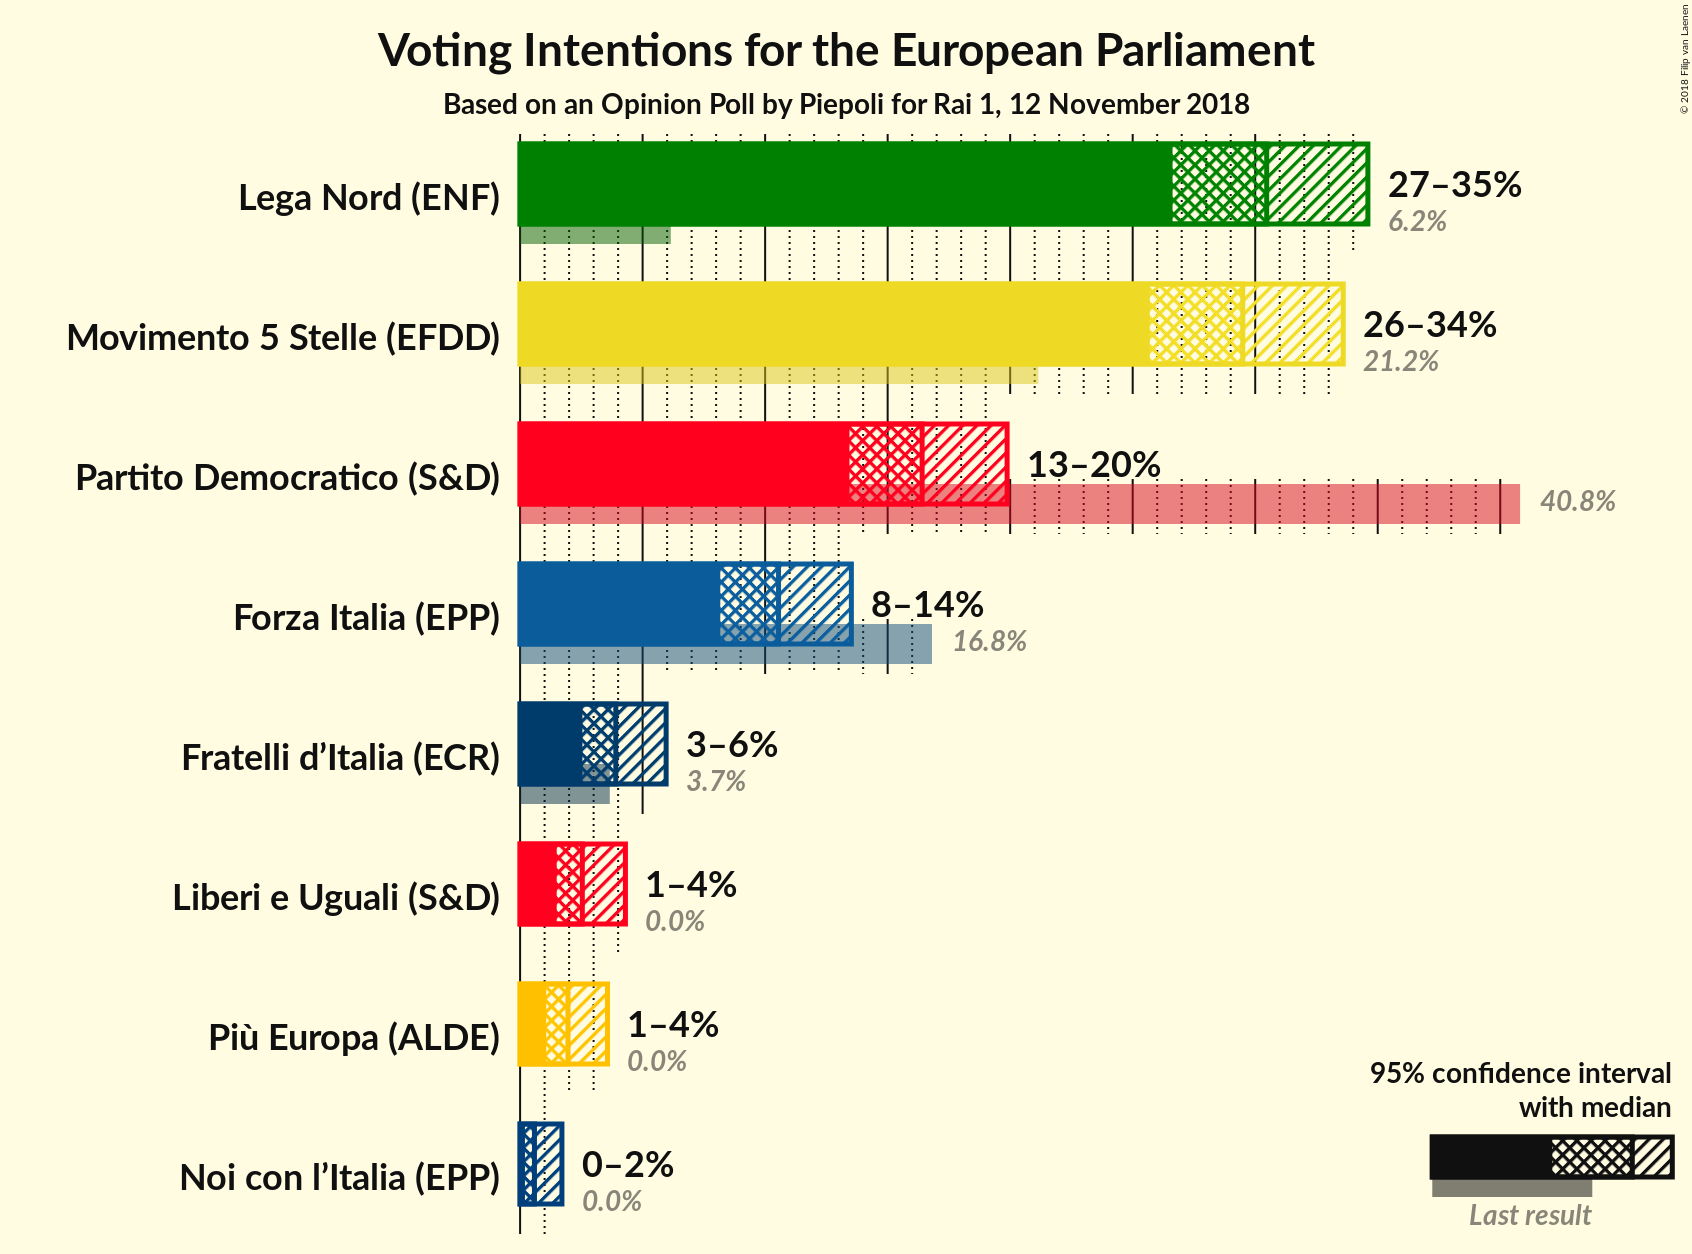 Voting Intentions for the European Parliament
Based on an Opinion Poll by Piepoli for Rai 1, 12 November 2018
© 2018 Filip van Laenen
Lega Nord (ENF)
27–35%
6.2%
Movimento 5 Stelle (EFDD)
26–34%
21.2%
Partito Democratico (S&D)
13–20%
40.8%
Forza Italia (EPP)
8–14%
16.8%
Fratelli d’Italia (ECR)
3–6%
3.7%
Liberi e Uguali (S&D)
1–4%
0.0%
Più Europa (ALDE)
1–4%
0.0%
Noi con l’Italia (EPP)
0–2%
0.0%
95% confidence interval
with median
Last result